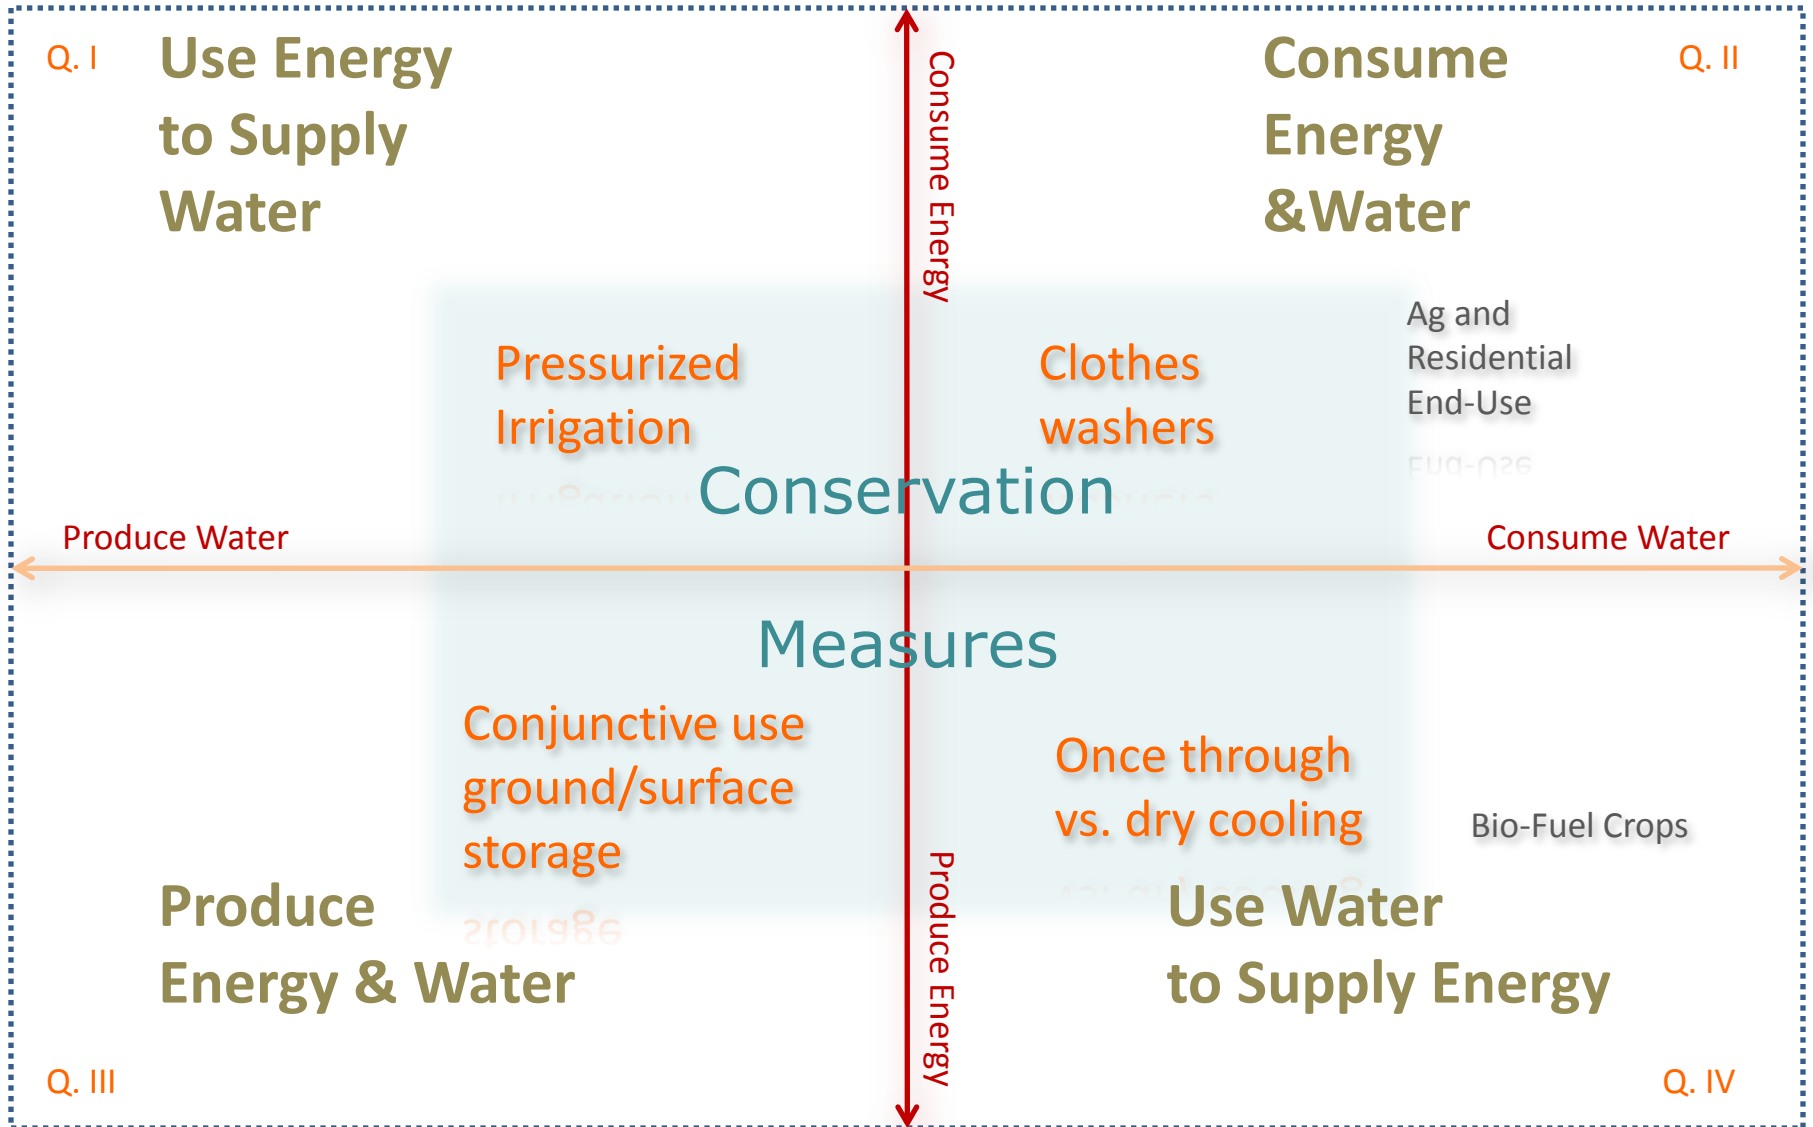 Q. I
Use Energy
to Supply
Water
Consume Energy
Consume
Energy
&Water
Q. II
Pressurized
Irrigation
Clothes
washers
Ag and
Residential
End-Use
Conservation
Produce Water
Consume Water
Measures
Conjunctive use
ground/surface
storage
Once through
vs. dry cooling
Bio-Fuel Crops
Produce
Energy & Water
Produce Energy
Use Water
to Supply Energy
Q. III
Q. IV